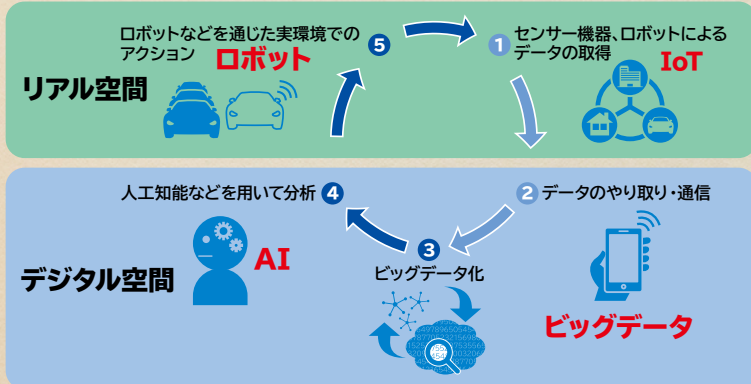 ロボットなどを通じた実環境での
アクション
ロボット
リアル空間
5
1
センサー機器、ロボットによる
データの取得
IoT
人工知能などを用いて分析 4
AI
デジタル空間
2 データのやり取り・通信
3
ビッグデータ化
ビッグデータ